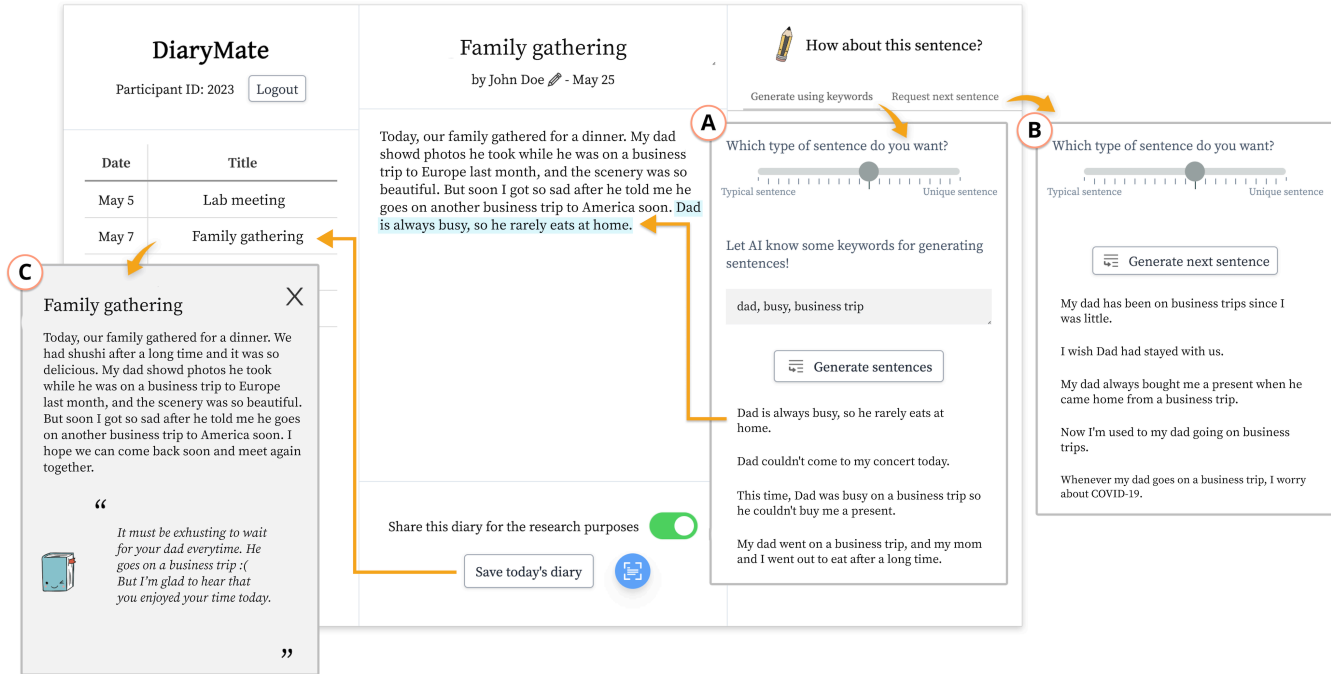 DiaryMate
Participant ID: 2023
Logout
Date
Title
May 5
Lab meeting
May 7
Family gathering
C
Family gathering
X
Today, our family gathered for a dinner. We
had shushi after a long time and it was so
delicious. My dad showd photos he took
while he was on a business trip to Europe
last month, and the scenery was so beautiful.
But soon I got so sad after he told me he goes
on another business trip to America soon. I
hope we can come back soon and meet again
together.
“
It must be exhusting to wait
for your dad everytime. He
goes on a business trip :(
But I’m glad to hear that
you enjoyed your time today.
”
Family gathering
by John Doe - May 25
Today, our family gathered for a dinner. My dad
showd photos he took while he was on a business
trip to Europe last month, and the scenery was so
beautiful. But soon I got so sad after he told me he
goes on another business trip to America soon. Dad
is always busy, so he rarely eats at home.
Share this diary for the research purposes
Save today's diary
How about this sentence?
Generate using keywords
Request next sentence
A
Which type of sentence do you want?
Typical sentence
Unique sentence
Let AI know some keywords for generating
sentences!
dad, busy, business trip
Generate sentences
Dad is always busy, so he rarely eats at
home.
Dad couldn't come to my concert today.
This time, Dad was busy on a business trip so
he couldn't buy me a present.
My dad went on a business trip, and my mom
and I went out to eat after a long time.
B
Which type of sentence do you want?
Typical sentence
Unique sentence
Generate next sentence
My dad has been on business trips since I
was little.
I wish Dad had stayed with us.
My dad always bought me a present when he
came home from a business trip.
Now I'm used to my dad going on business
trips.
Whenever my dad goes on a business trip, I worry
about COVID-19.